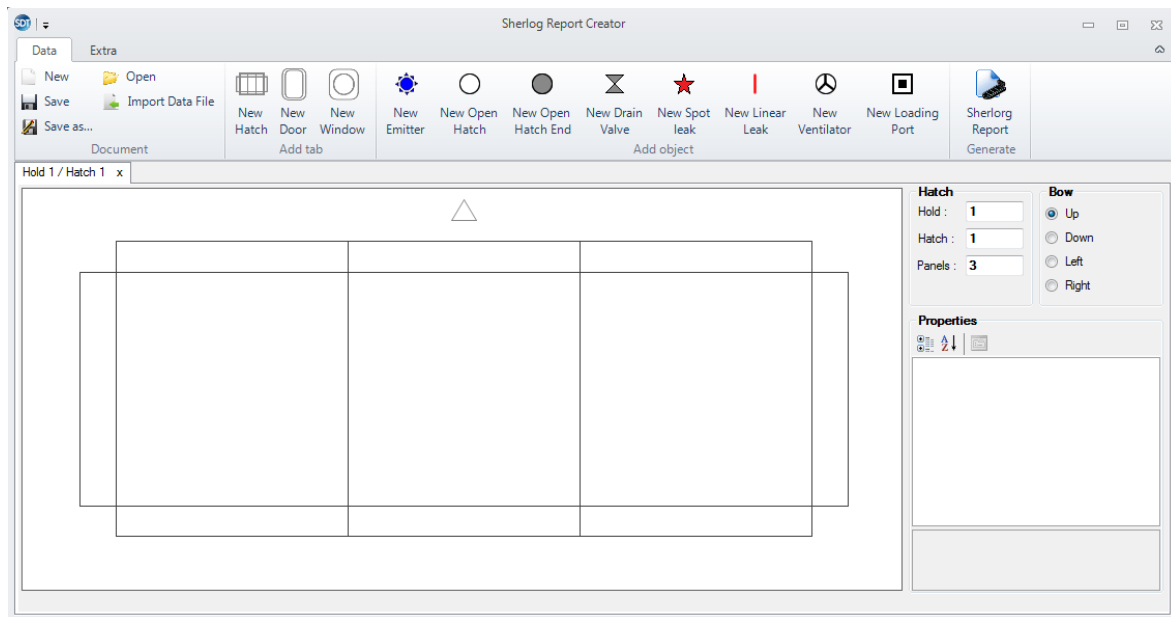 SDT
Sherlog Report Creator
Data Extra
New Open
Save Import Data File
Save as...
Document
New Hatch
New Door
New Window
Add tab
New Emitter
New Open Hatch
New Open Hatch End
New Drain Valve
New Spot leak
New Linear Leak
New Ventilator
New Loading Port
Add object
Sherlorg Report
Generate
Hold 1 / Hatch 1 x
Hatch
Hold : 1
Hatch : 1
Panels : 3
Bow
Up
Down
Left
Right
Properties
A
Z